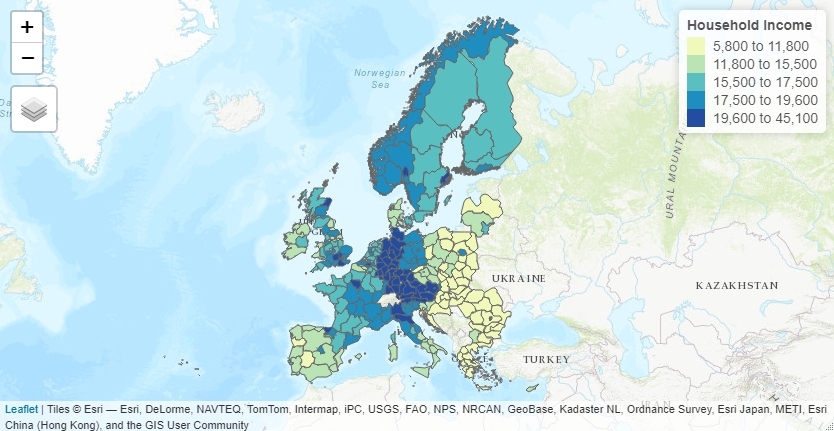 +
−
Household Income
5,800 to 11,800
11,800 to 15,500
15,500 to 17,500
17,500 to 19,600
19,600 to 45,100
Norwegian
Sea
URAL MOUNTA
UKRAINE
KAZAKHSTAN
TURKEY
IRAN
Leaflet | Tiles © Esri — Esri, DeLorme, NAVTEQ, TomTom, Intermap, iPC, USGS, FAO, NPS, NRCAN, GeoBase, Kadaster NL, Ordnance Survey, Esri Japan, METI, Esri
China (Hong Kong), and the GIS User Community